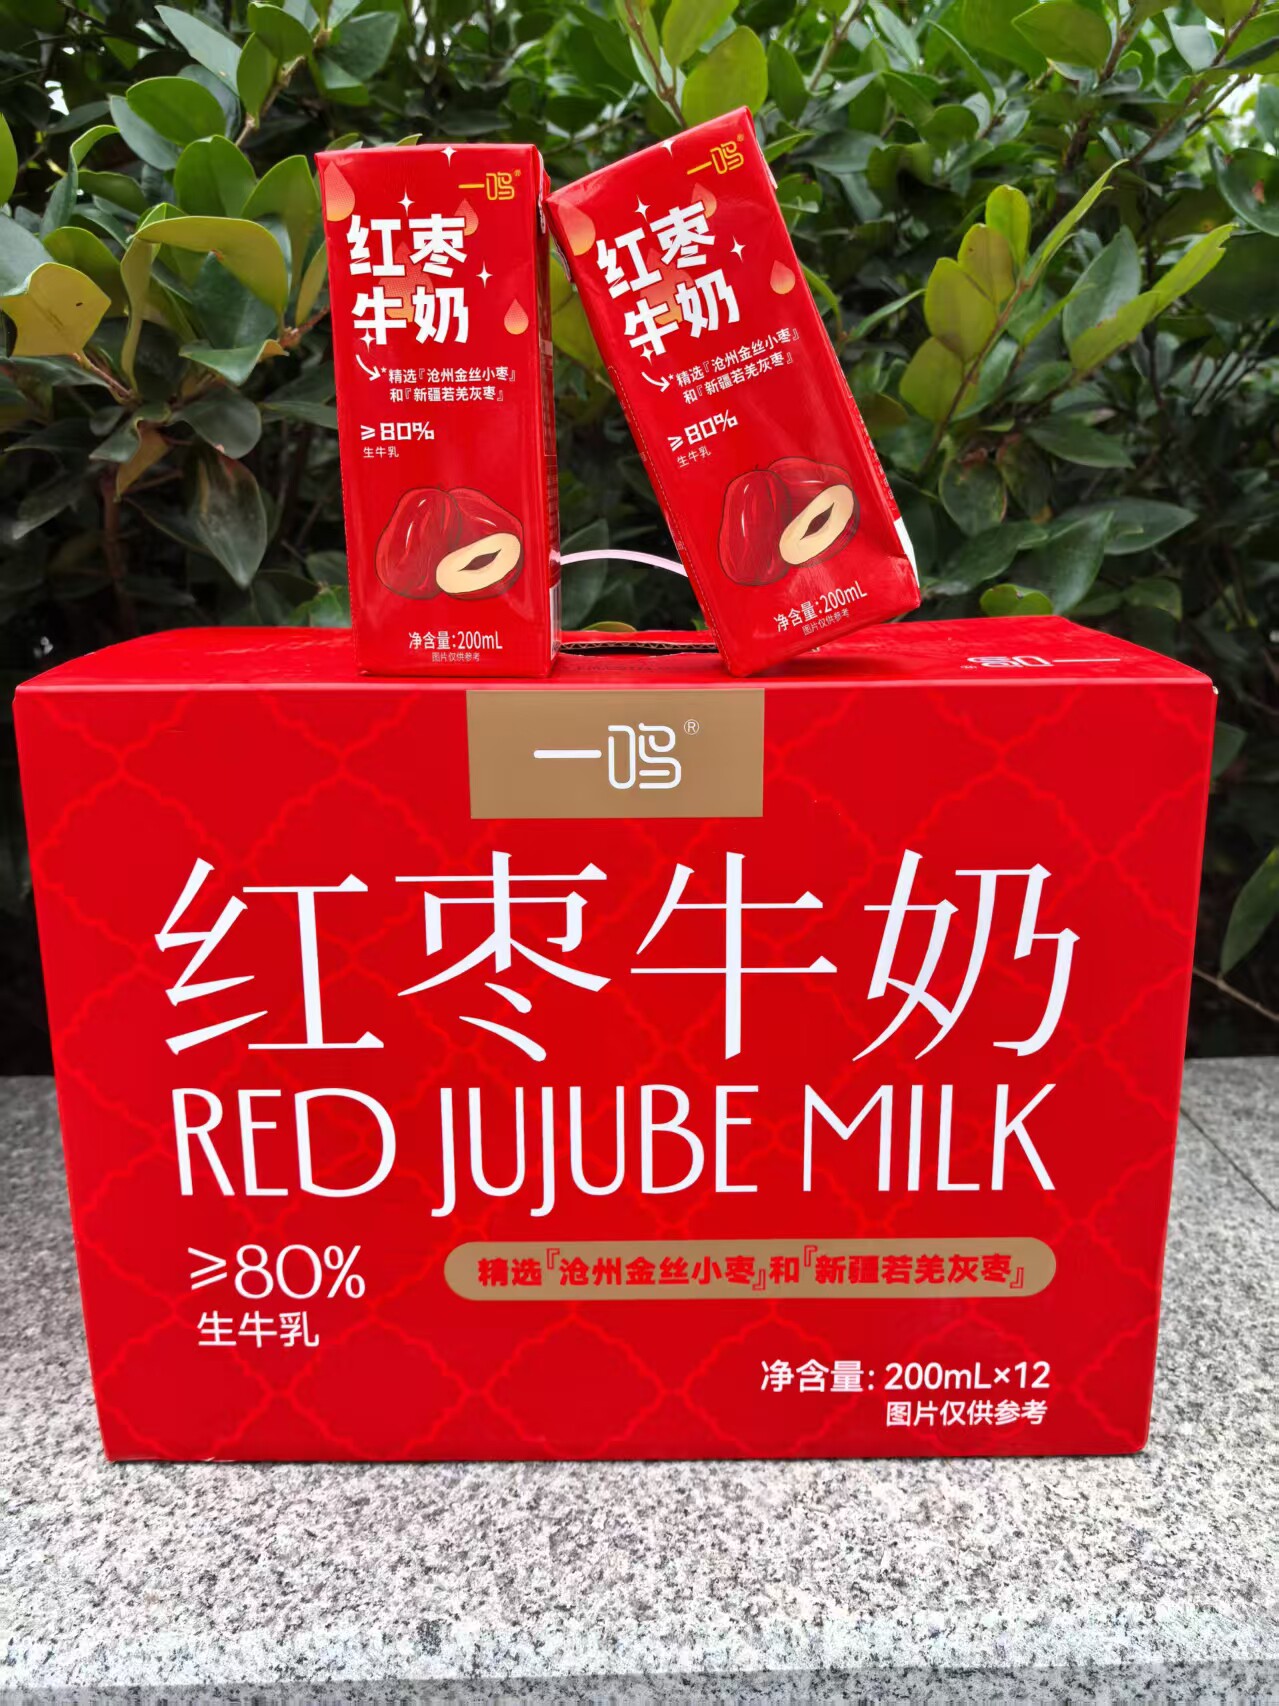 一鸣®
红枣
牛奶
*精选『沧州金丝小枣』
和『新疆若羌灰枣』
≥80%
生牛乳
净含量:200mL
图片仅供参考
一鸣®
红枣
牛奶
*精选『沧州金丝小枣』
和『新疆若羌灰枣』
≥80%
生牛乳
净含量:200mL
图片仅供参考
一鸣®
一鸣®
红枣牛奶
RED JUJUBE MILK
≥80%
生牛乳
精选『沧州金丝小枣』和『新疆若羌灰枣』
净含量: 200mL×12
图片仅供参考